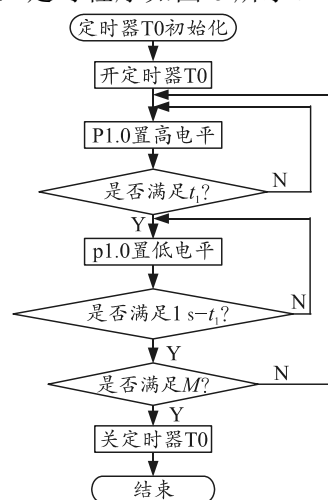 定时器T0初始化
开定时器T0
P1.0置高电平
是否满足t₁?
N
Y
p1.0置低电平
是否满足1 s−t₁?
N
Y
是否满足M?
N
Y
关定时器T0
结束